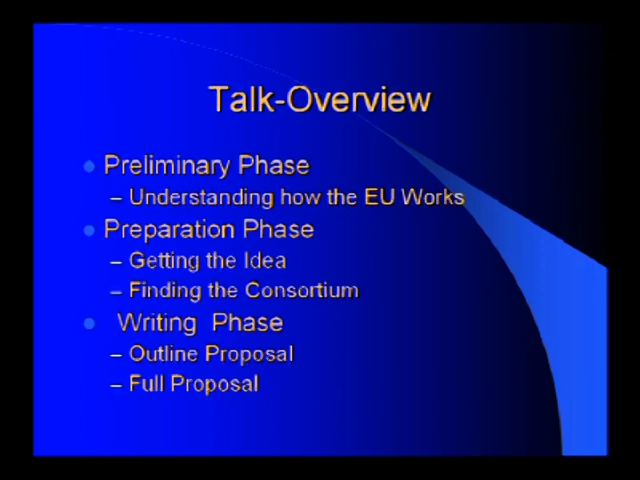 Talk-Overview
Preliminary Phase
– Understanding how the EU Works
Preparation Phase
– Getting the Idea
– Finding the Consortium
Writing Phase
– Outline Proposal
– Full Proposal